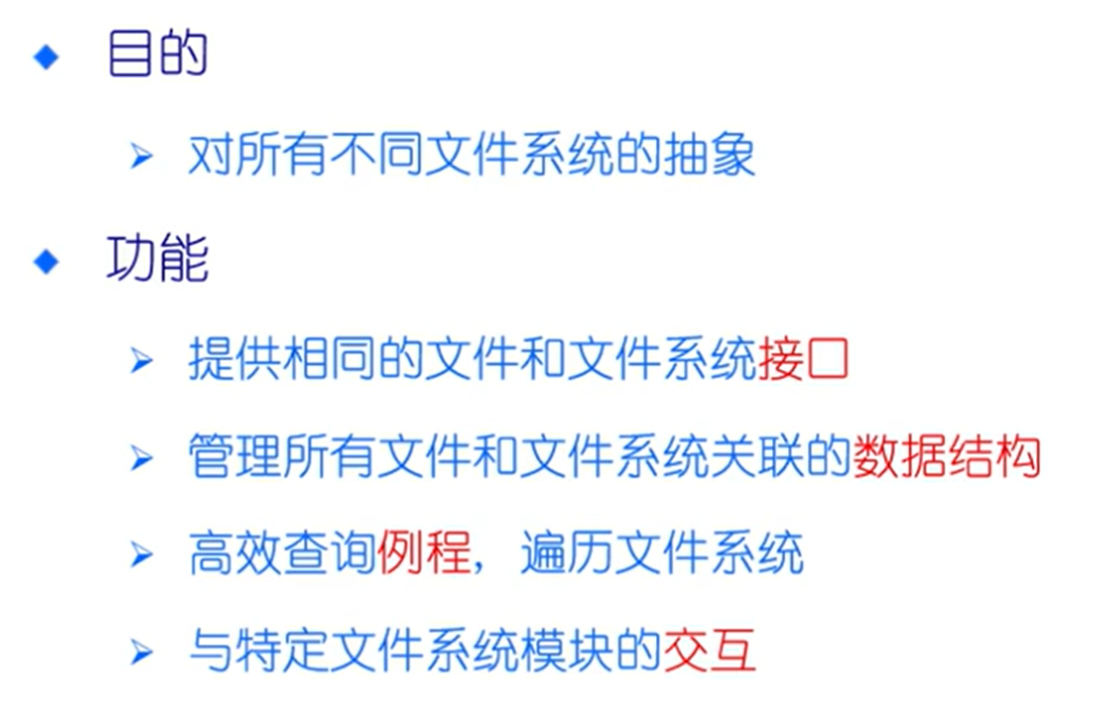 目的
对所有不同文件系统的抽象
功能
提供相同的文件和文件系统接口
管理所有文件和文件系统关联的数据结构
高效查询例程，遍历文件系统
与特定文件系统模块的交互